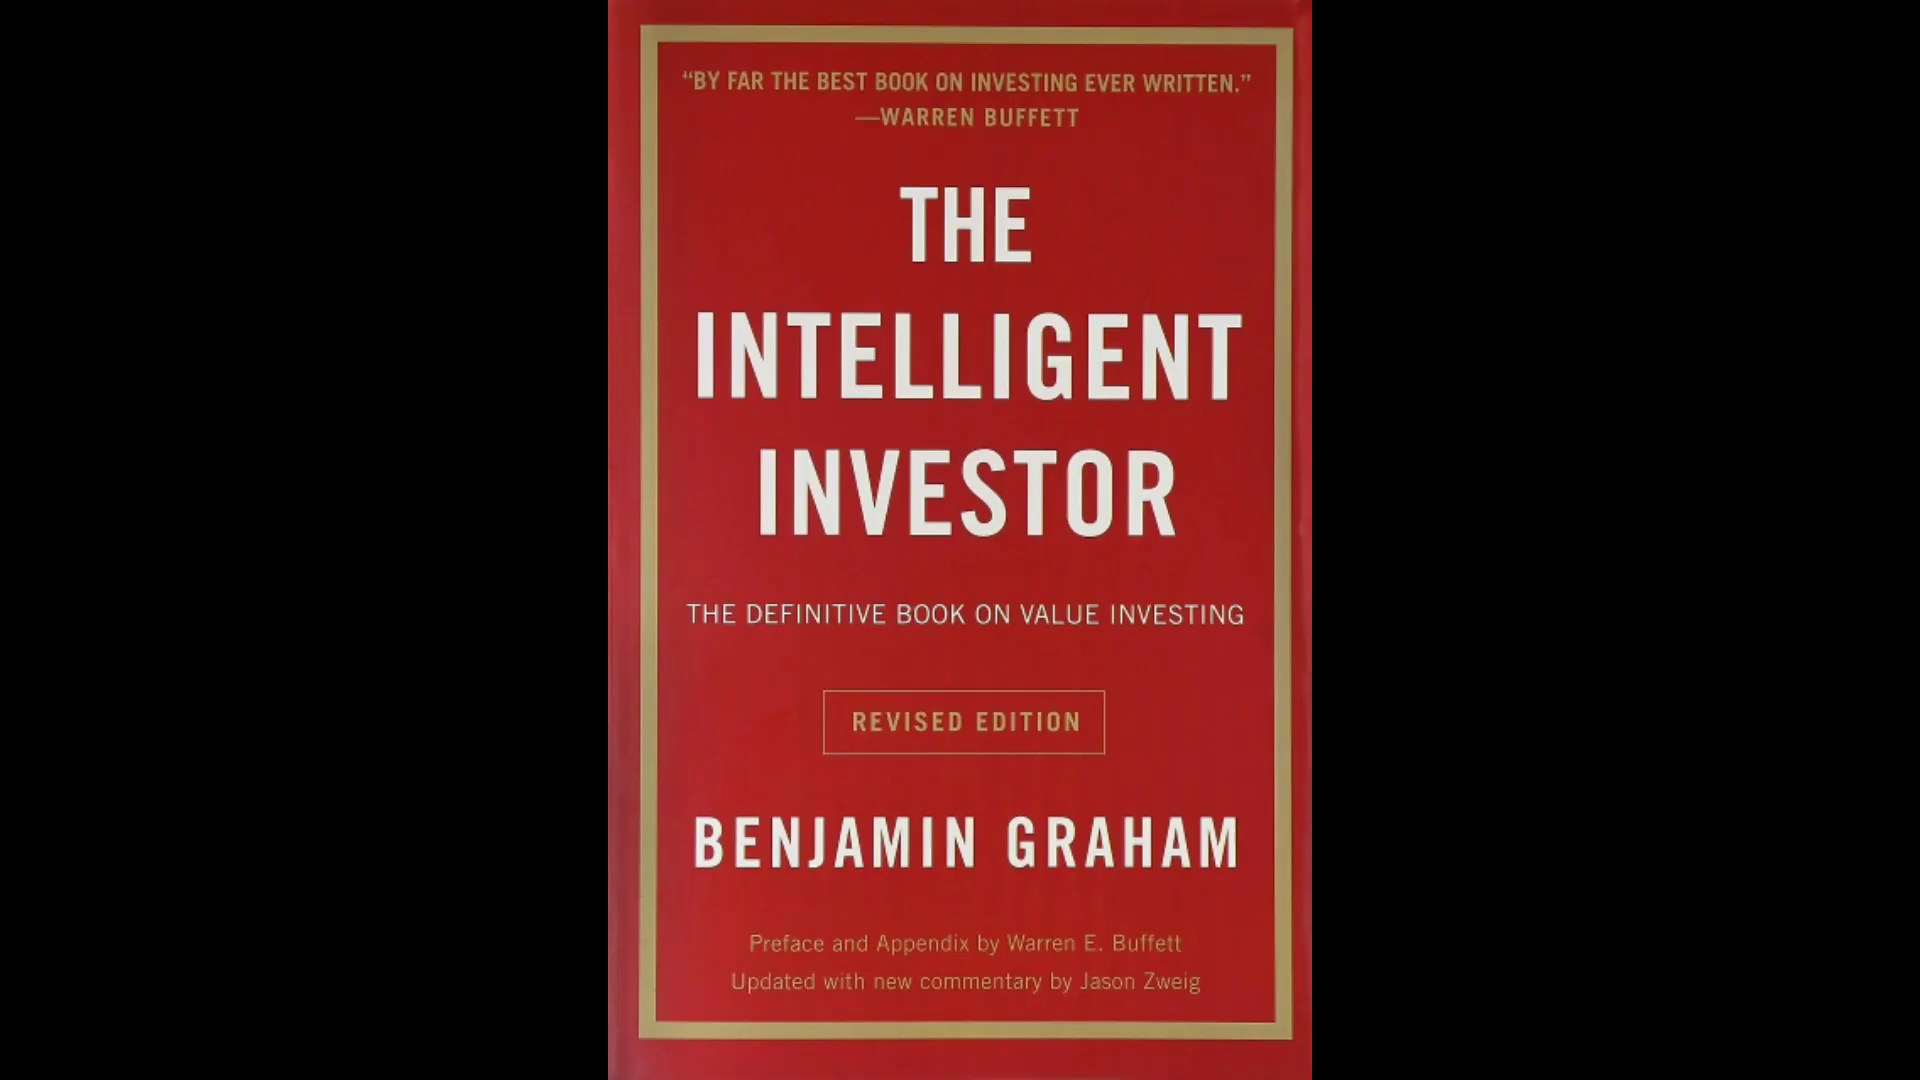 “BY FAR THE BEST BOOK ON INVESTING EVER WRITTEN.”
—WARREN BUFFETT
THE
INTELLIGENT
INVESTOR
THE DEFINITIVE BOOK ON VALUE INVESTING
REVISED EDITION
BENJAMIN GRAHAM
Preface and Appendix by Warren E. Buffett
Updated with new commentary by Jason Zweig